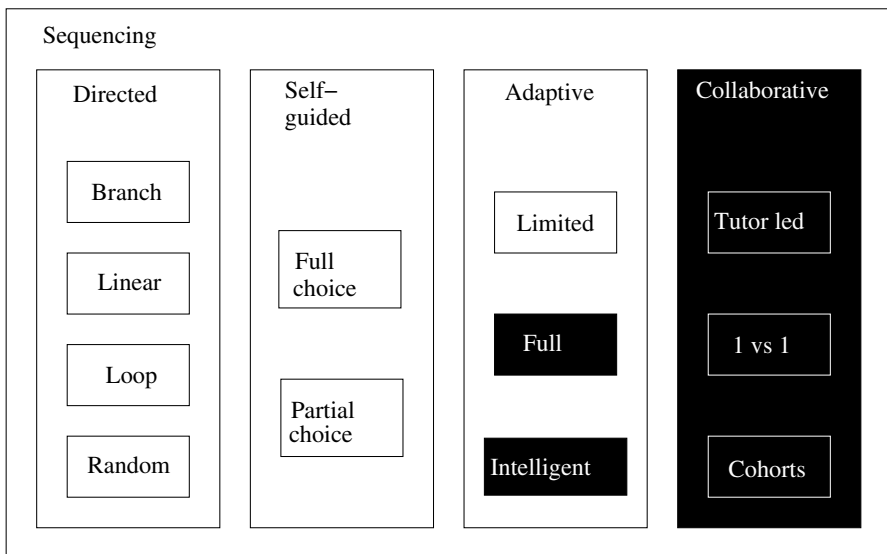 Sequencing
Directed
Branch
Linear
Loop
Random
Self−
guided
Full
choice
Partial
choice
Adaptive
Limited
Full
Intelligent
Collaborative
Tutor led
1 vs 1
Cohorts